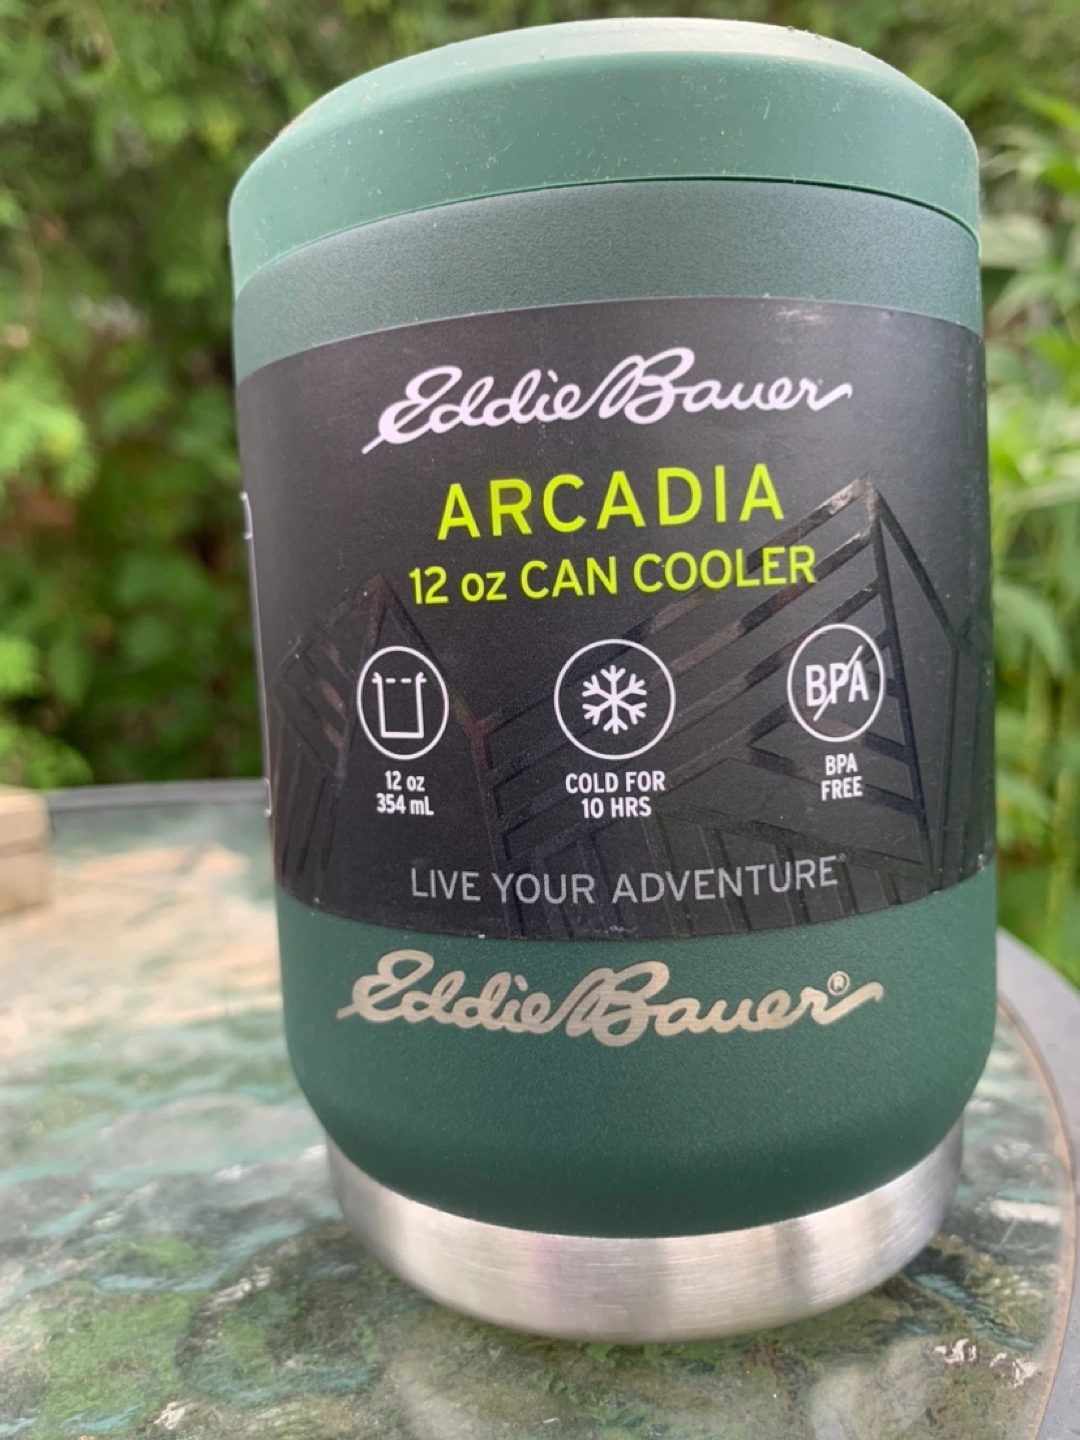 Eddie Bauer
ARCADIA
12 oz CAN COOLER
BPA
12 oz
354 mL
COLD FOR
10 HRS
BPA
FREE
LIVE YOUR ADVENTURE®
Eddie Bauer®